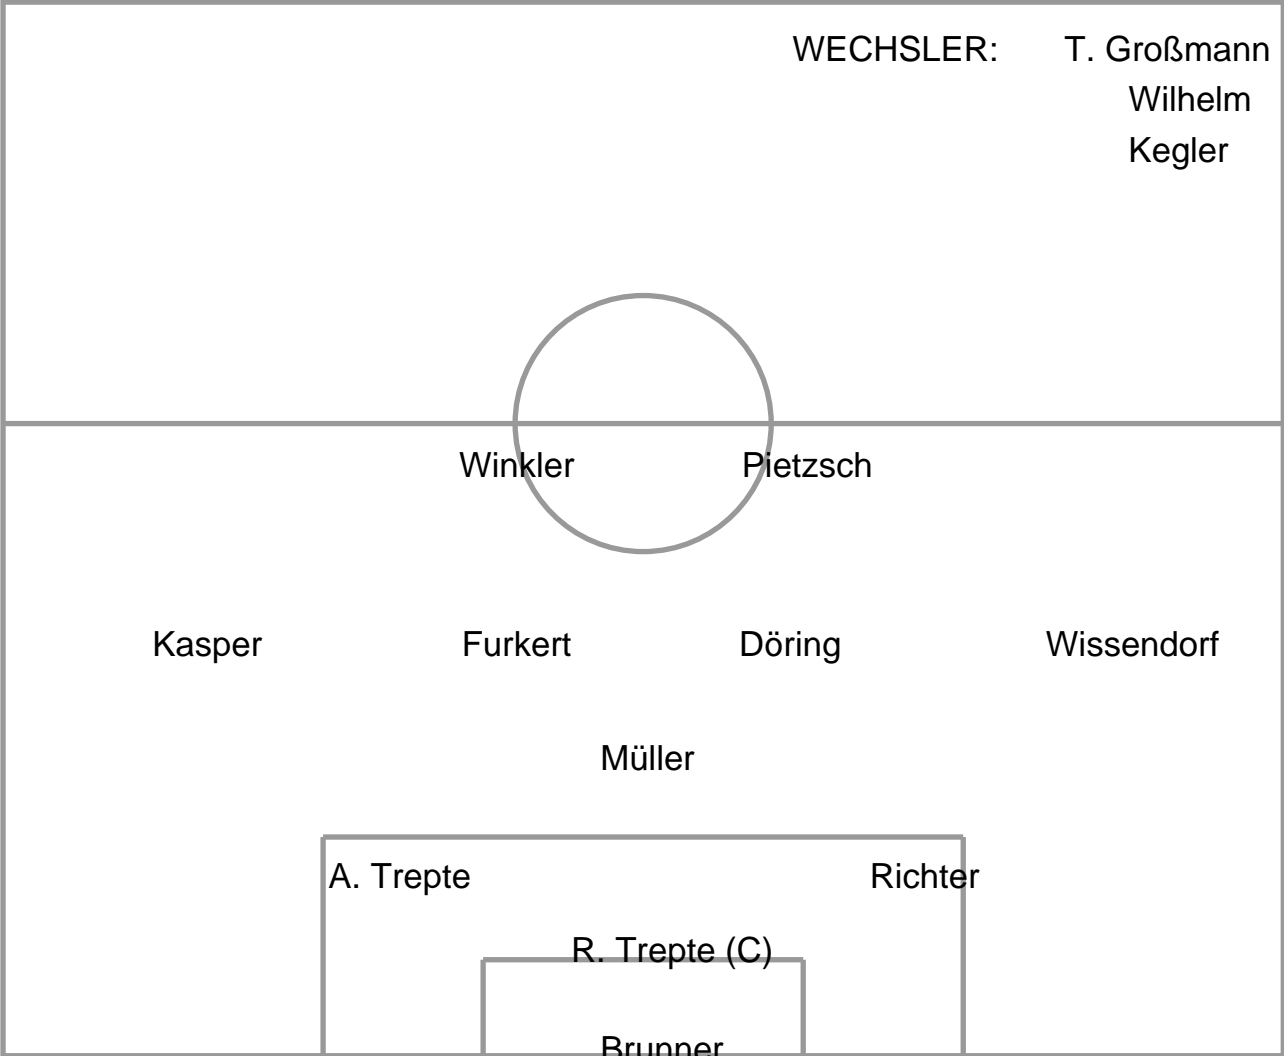 WECHSLER: T. Großmann
Wilhelm
Kegler
Winkler Pietzsch
Kasper Furkert Döring Wissendorf
Müller
A. Trepte Richter
R. Trepte (C)
Brunner